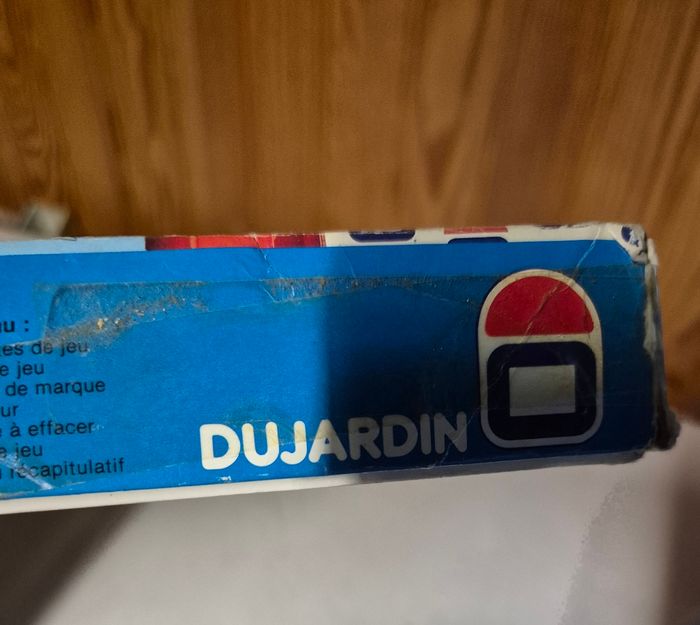 u :
es de jeu
e jeu
de marque
ur
à effacer
e jeu
récapitulatif
DUJARDIN